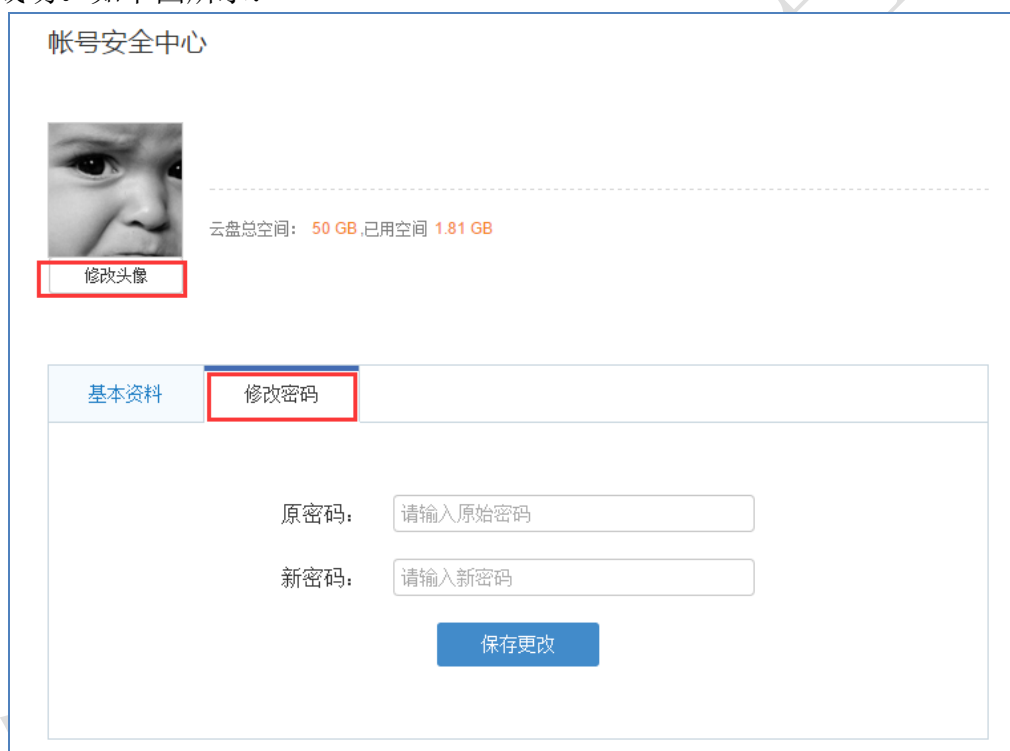 帐号安全中心
云盘总空间： 50 GB ,已用空间 1.81 GB
修改头像
基本资料 修改密码
原密码： 请输入原始密码
新密码： 请输入新密码
保存更改